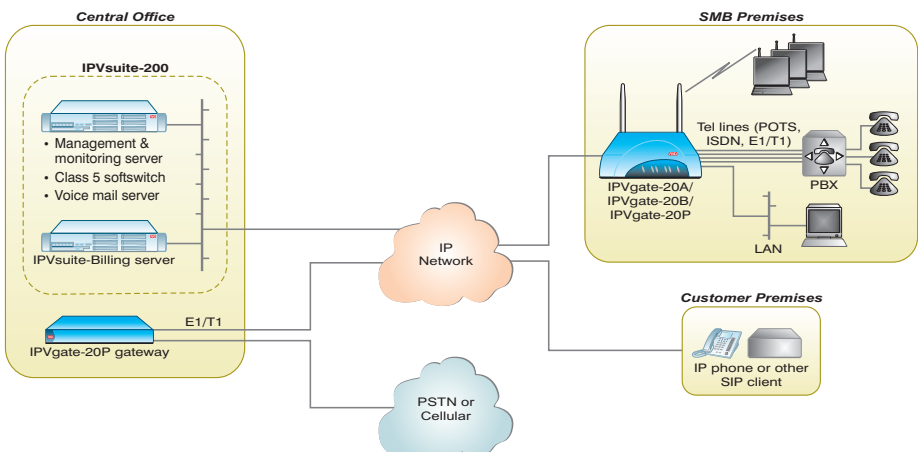 Central Office
IPVsuite-200
• Management &
monitoring server
• Class 5 softswitch
• Voice mail server
IPVsuite-Billing server
E1/T1
IPVgate-20P gateway
IP
Network
PSTN or
Cellular
SMB Premises
Tel lines (POTS,
ISDN, E1/T1)
IPVgate-20A/
IPVgate-20B/
IPVgate-20P
PBX
LAN
Customer Premises
IP phone or other
SIP client